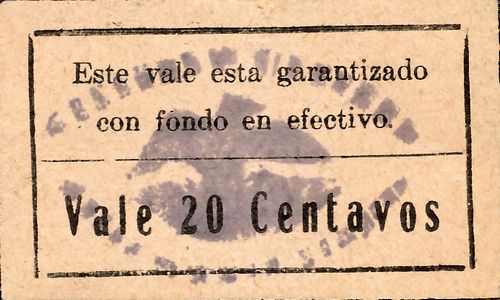 Este vale esta garantizado
con fondo en efectivo.
Vale 20 Centavos